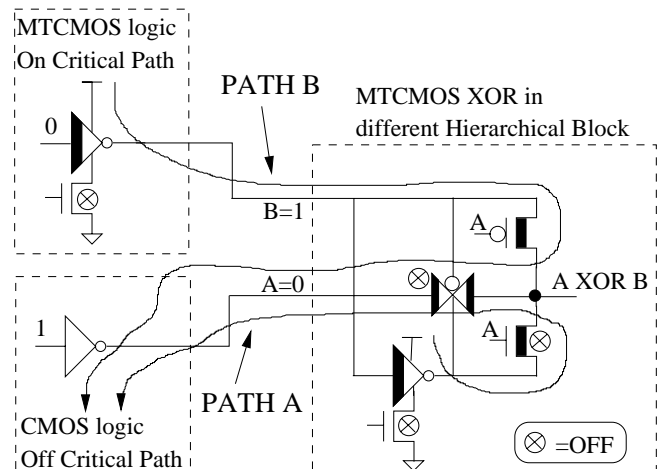 MTCMOS logic
On Critical Path
0
PATH B
MTCMOS XOR in
different Hierarchical Block
B=1
A
A=0
A XOR B
1
A
PATH A
CMOS logic
Off Critical Path
=OFF